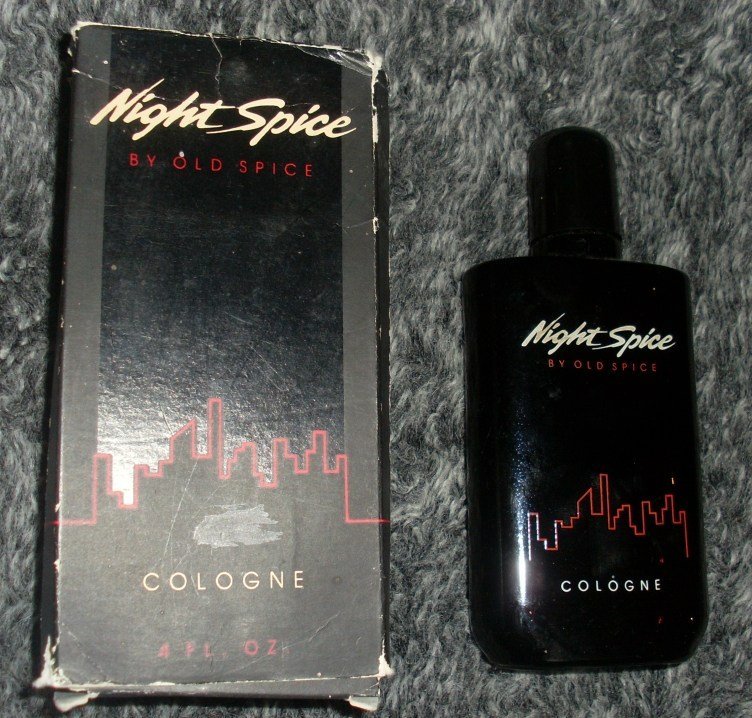 Night Spice
BY OLD SPICE
COLOGNE
4 FL. OZ
Night Spice
BY OLD SPICE
COLOGNE